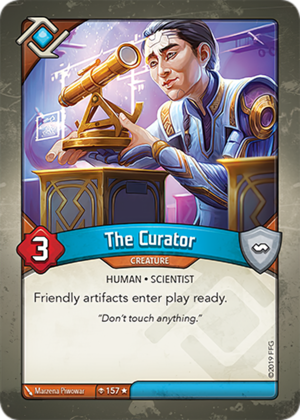 The Curator
CREATURE
3
HUMAN • SCIENTIST
Friendly artifacts enter play ready.
"Don't touch anything."
Marzena Piwowar
157 ★
©2019 FFG